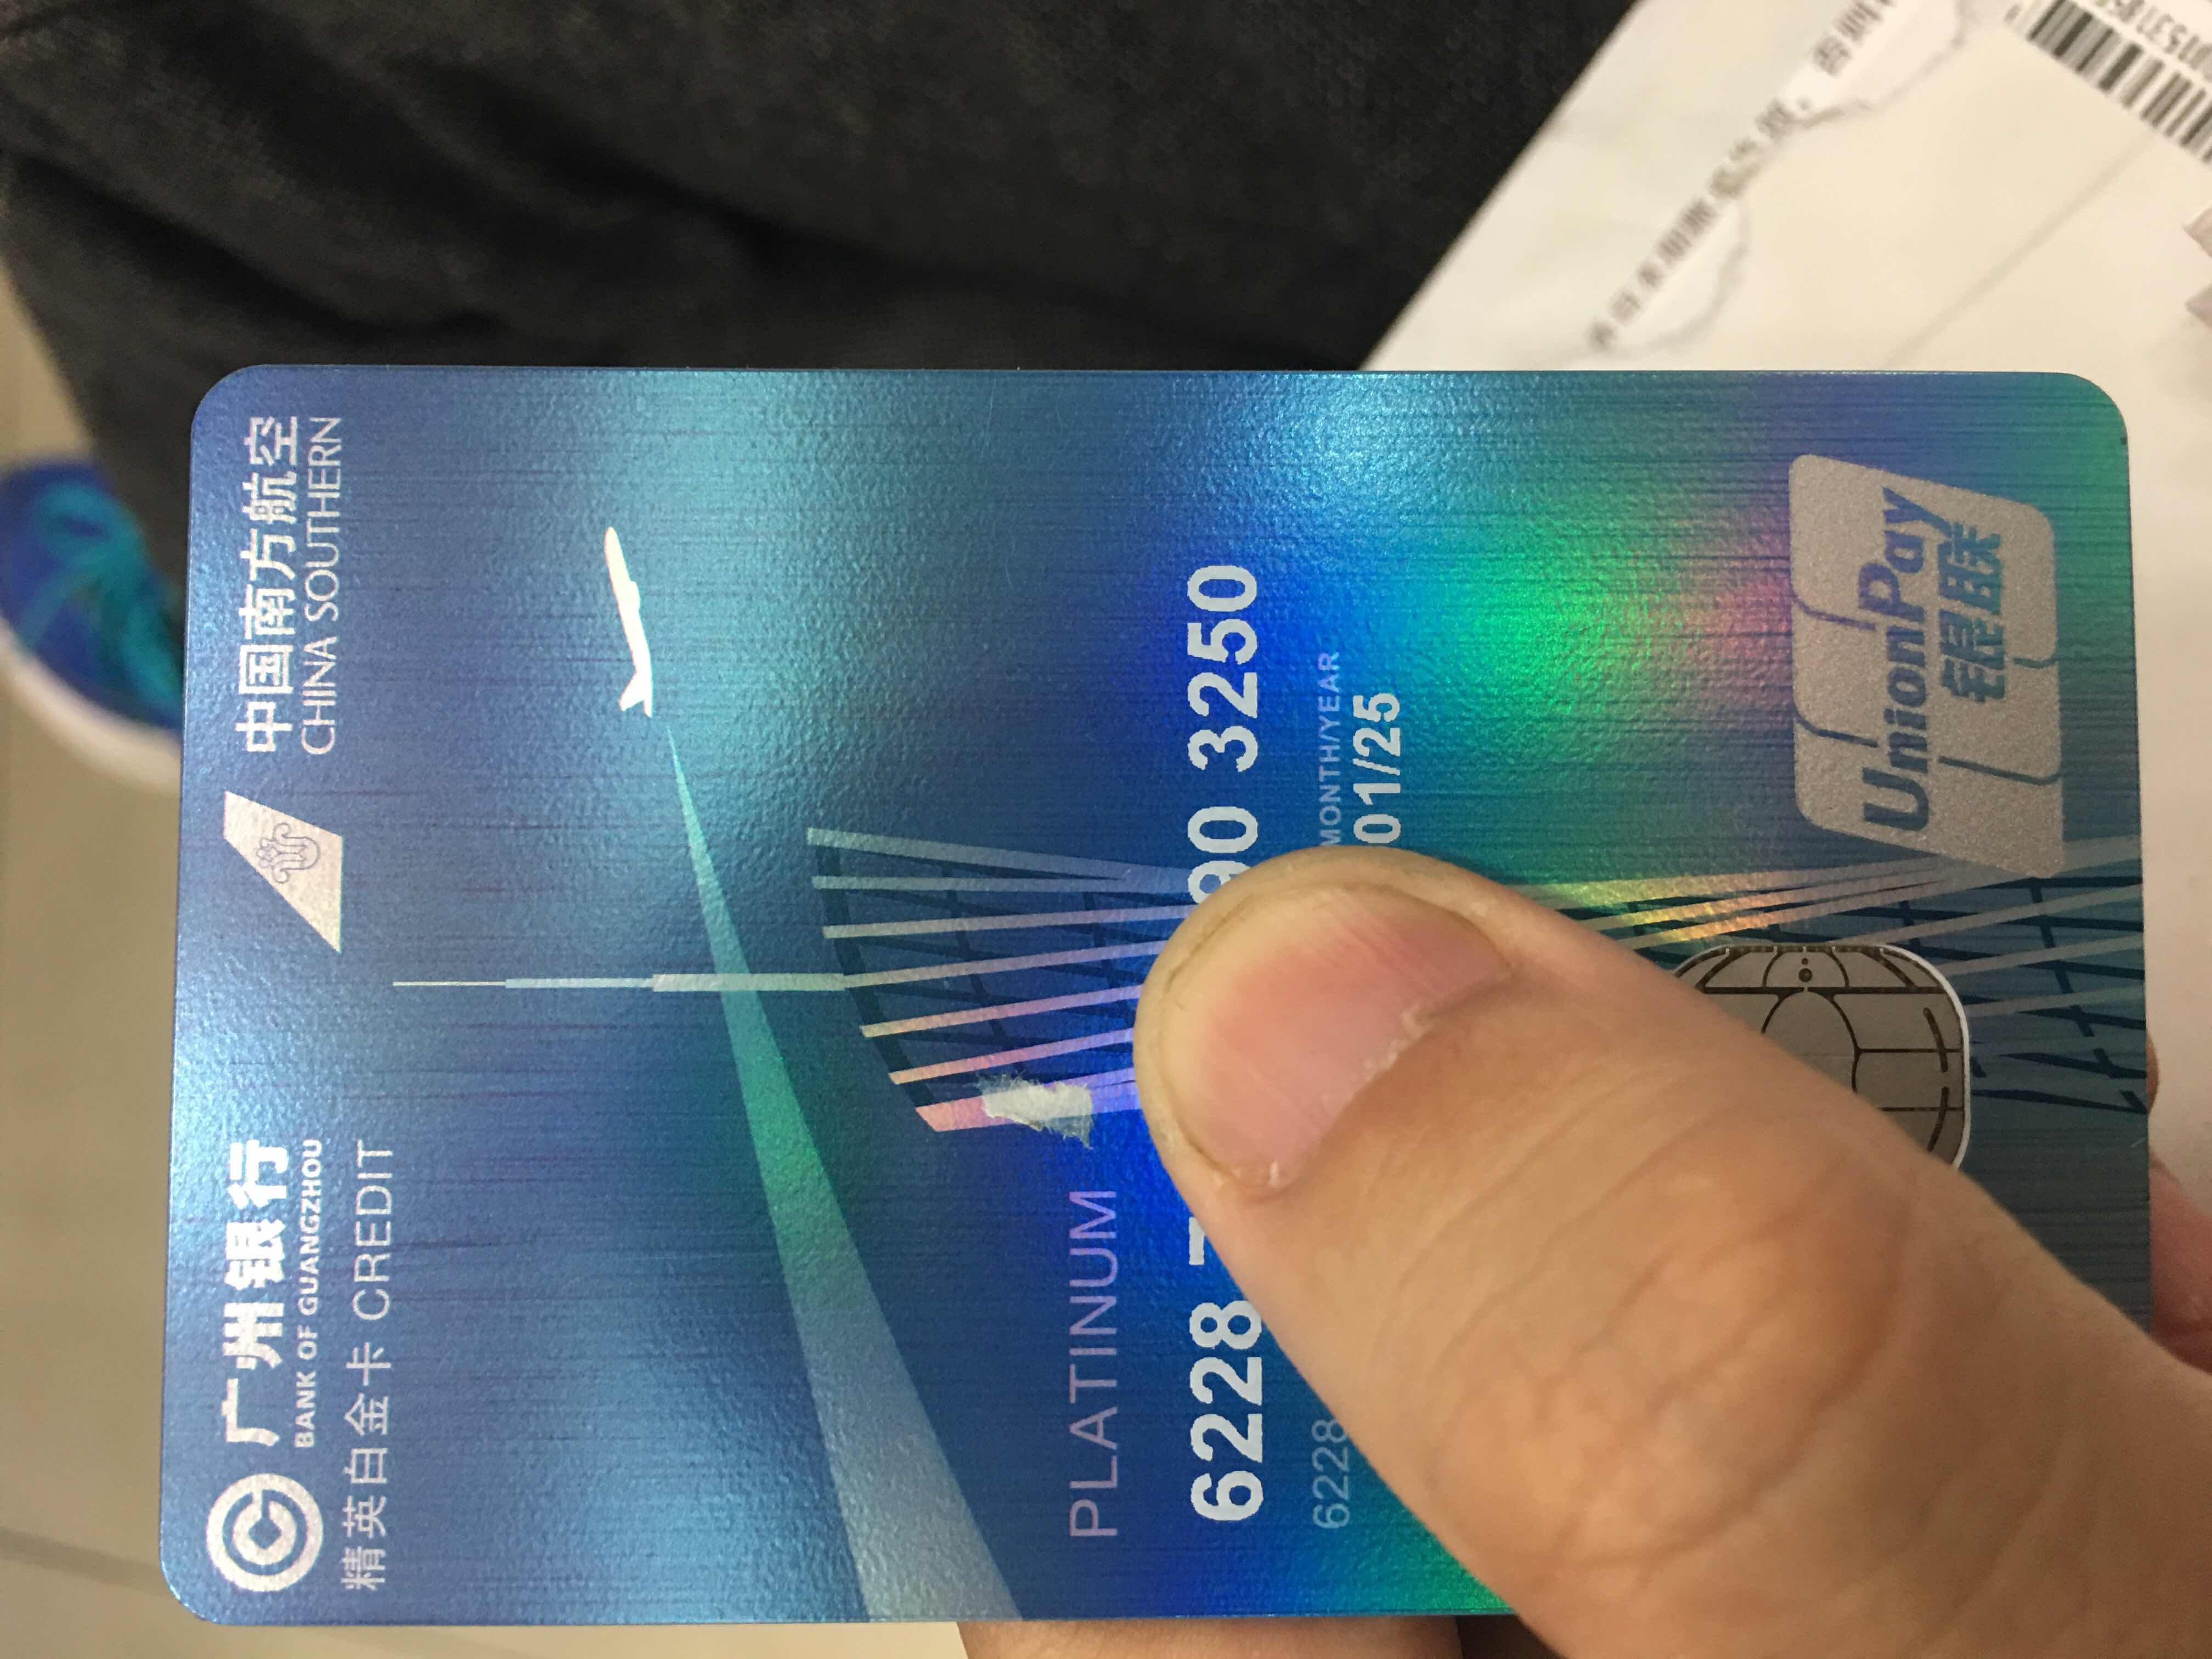 广州银行
BANK OF GUANGZHOU
精英白金卡 CREDIT
中国南方航空
CHINA SOUTHERN
PLATINUM
6228 90 3250
6228
MONTH/YEAR
01/25
UnionPay
银联